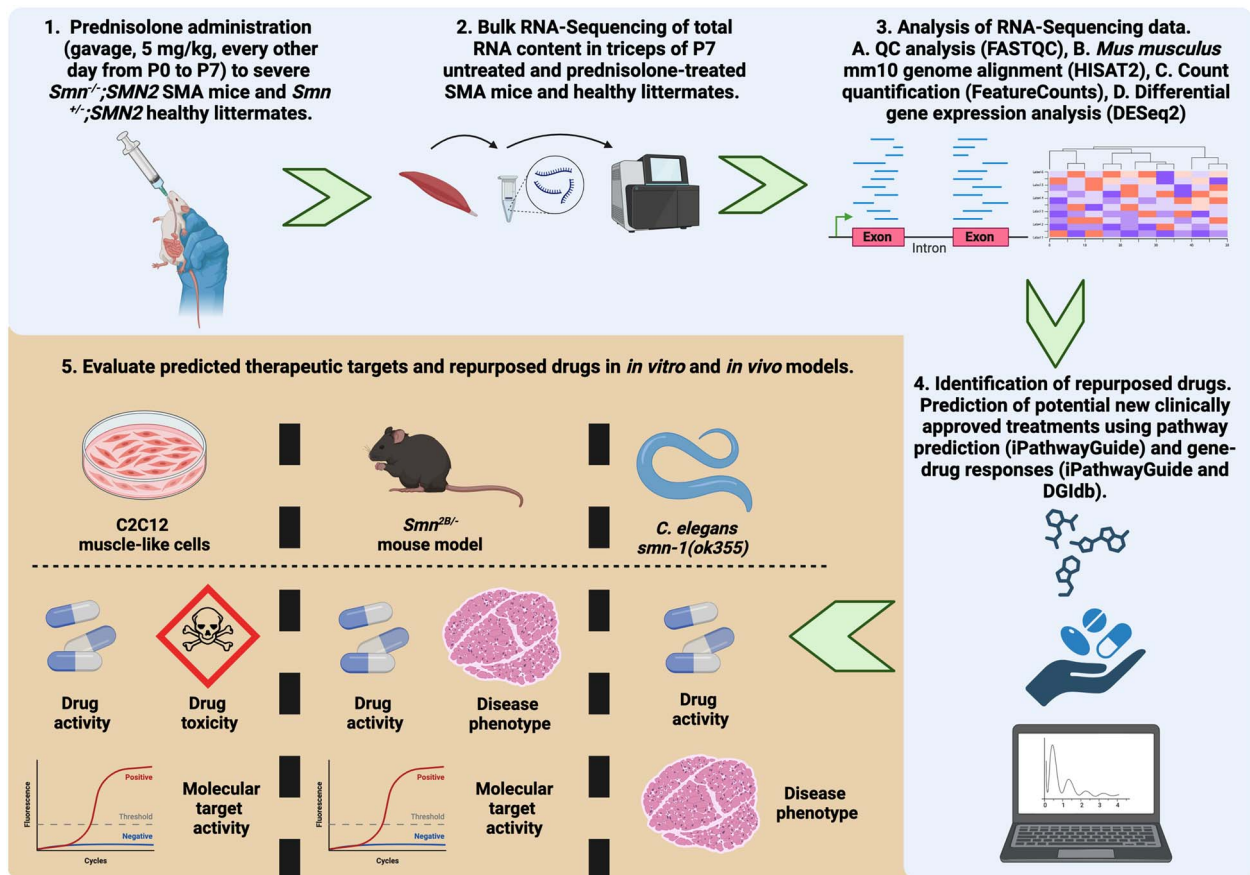 1. Prednisolone administration
(gavage, 5 mg/kg, every other
day from P0 to P7) to severe
Smn-/-;SMN2 SMA mice and Smn
+/-;SMN2 healthy littermates.
2. Bulk RNA-Sequencing of total
RNA content in triceps of P7
untreated and prednisolone-treated
SMA mice and healthy littermates.
3. Analysis of RNA-Sequencing data.
A. QC analysis (FASTQC), B. Mus musculus
mm10 genome alignment (HISAT2), C. Count
quantification (FeatureCounts), D. Differential
gene expression analysis (DESeq2)
Exon
Intron
Exon
4. Identification of repurposed drugs.
Prediction of potential new clinically
approved treatments using pathway
prediction (iPathwayGuide) and gene-
drug responses (iPathwayGuide and
DGIdb).
0 1 2 3 4
5. Evaluate predicted therapeutic targets and repurposed drugs in in vitro and in vivo models.
C2C12
muscle-like cells
Smn2B/-
mouse model
C. elegans
smn-1(ok355)
Drug
activity
Drug
toxicity
Drug
activity
Disease
phenotype
Drug
activity
Fluorescence
Positive
Threshold
Negative
Cycles
Molecular
target
activity
Fluorescence
Positive
Threshold
Negative
Cycles
Molecular
target
activity
Disease
phenotype